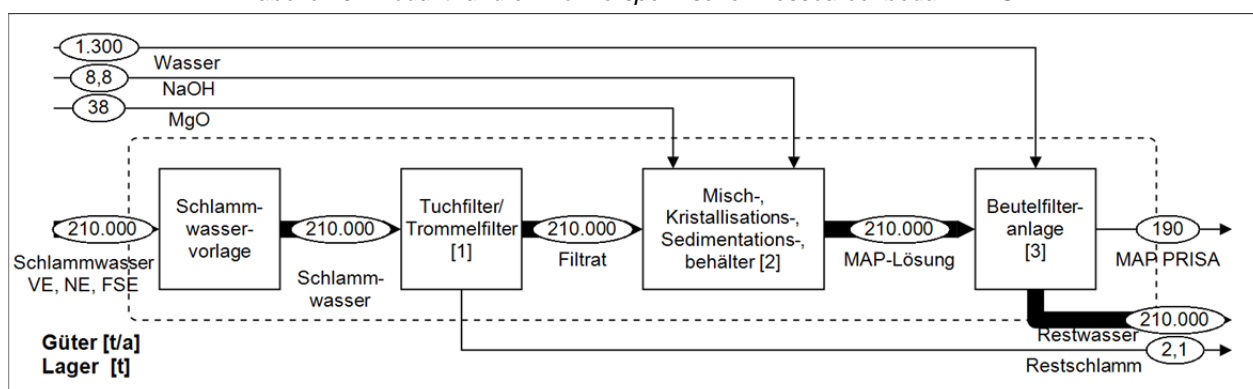 1.300
Wasser
8,8
NaOH
38
MgO
Schlamm-
wasser-
vorlage
Tuchfilter/
Trommelfilter
[1]
Misch-,
Kristallisations-,
Sedimentations-,
behälter [2]
Beutelfilter-
anlage
[3]
210.000
210.000
210.000
210.000
190
Schlammwasser
VE, NE, FSE
Schlamm-
wasser
Filtrat
MAP-Lösung
MAP PRISA
210.000
Restwasser
2,1
Restschlamm
Güter [t/a]
Lager [t]